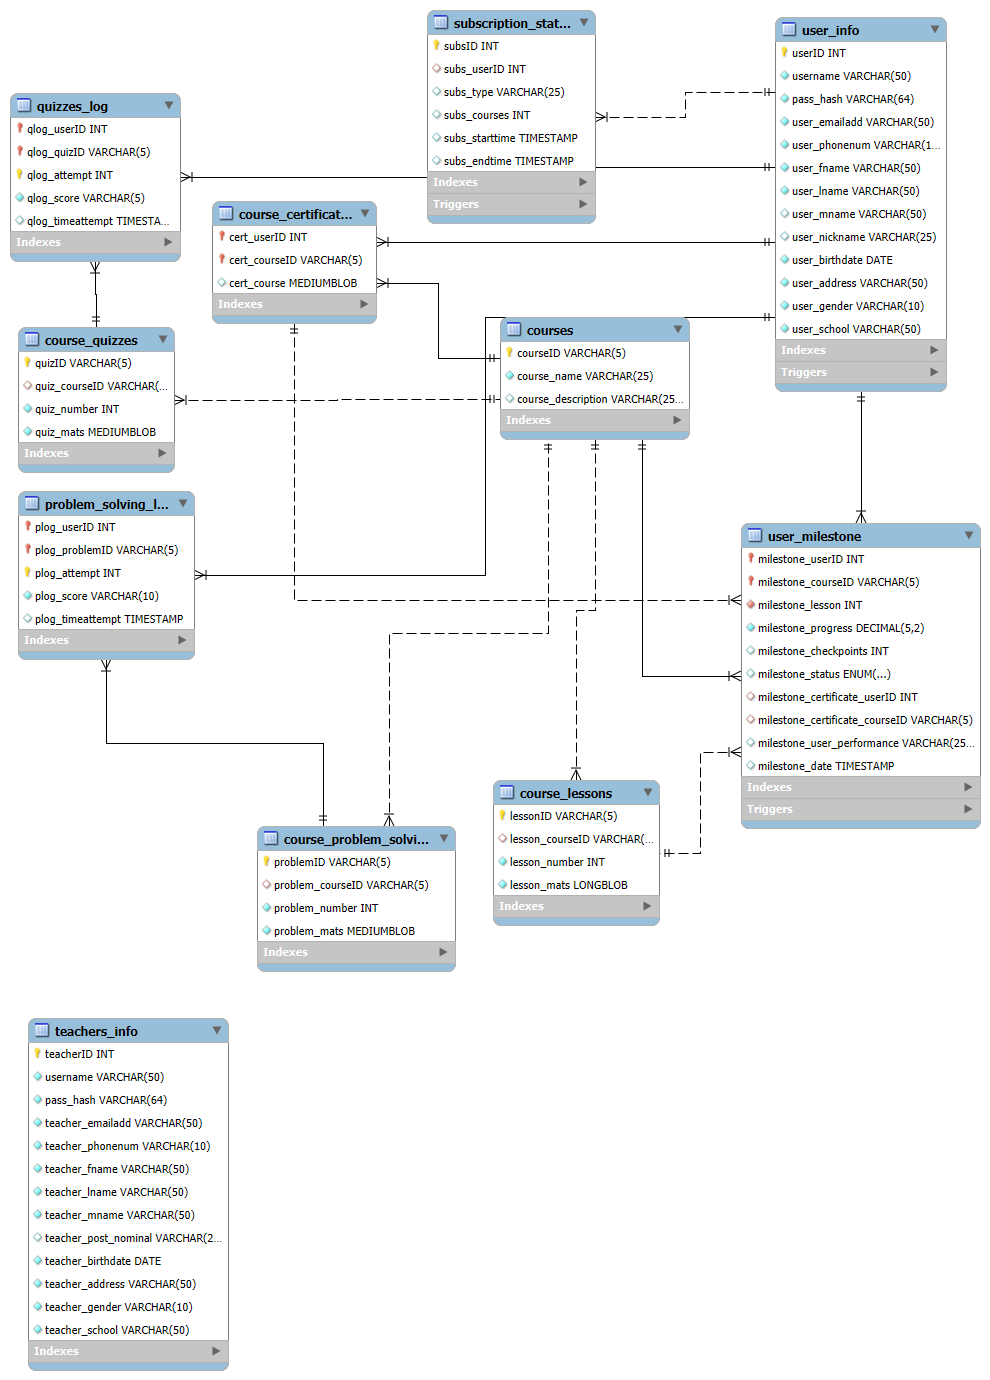 subscription_stat...
subsID INT
subs_userID INT
subs_type VARCHAR(25)
subs_courses INT
subs_starttime TIMESTAMP
subs_endtime TIMESTAMP
Indexes
Triggers
user_info
userID INT
username VARCHAR(50)
pass_hash VARCHAR(64)
user_emailadd VARCHAR(50)
user_phonenum VARCHAR(1...
user_fname VARCHAR(50)
user_lname VARCHAR(50)
user_mname VARCHAR(50)
user_nickname VARCHAR(25)
user_birthdate DATE
user_address VARCHAR(50)
user_gender VARCHAR(10)
user_school VARCHAR(50)
Indexes
Triggers
quizzes_log
qlog_userID INT
qlog_quizID VARCHAR(5)
qlog_attempt INT
qlog_score VARCHAR(5)
qlog_timeattempt TIMESTA...
Indexes
course_certificat...
cert_userID INT
cert_courseID VARCHAR(5)
cert_course MEDIUMBLOB
Indexes
courses
courseID VARCHAR(5)
course_name VARCHAR(25)
course_description VARCHAR(25...
Indexes
course_quizzes
quizID VARCHAR(5)
quiz_courseID VARCHAR(...
quiz_number INT
quiz_mats MEDIUMBLOB
Indexes
problem_solving_l...
plog_userID INT
plog_problemID VARCHAR(5)
plog_attempt INT
plog_score VARCHAR(10)
plog_timeattempt TIMESTAMP
Indexes
user_milestone
milestone_userID INT
milestone_courseID VARCHAR(5)
milestone_lesson INT
milestone_progress DECIMAL(5,2)
milestone_checkpoints INT
milestone_status ENUM(...)
milestone_certificate_userID INT
milestone_certificate_courseID VARCHAR(5)
milestone_user_performance VARCHAR(25...
milestone_date TIMESTAMP
Indexes
Triggers
course_lessons
lessonID VARCHAR(5)
lesson_courseID VARCHAR(...
lesson_number INT
lesson_mats LONGBLOB
Indexes
course_problem_solvi...
problemID VARCHAR(5)
problem_courseID VARCHAR(5)
problem_number INT
problem_mats MEDIUMBLOB
Indexes
teachers_info
teacherID INT
username VARCHAR(50)
pass_hash VARCHAR(64)
teacher_emailadd VARCHAR(50)
teacher_phonenum VARCHAR(10)
teacher_fname VARCHAR(50)
teacher_lname VARCHAR(50)
teacher_mname VARCHAR(50)
teacher_post_nominal VARCHAR(2...
teacher_birthdate DATE
teacher_address VARCHAR(50)
teacher_gender VARCHAR(10)
teacher_school VARCHAR(50)
Indexes